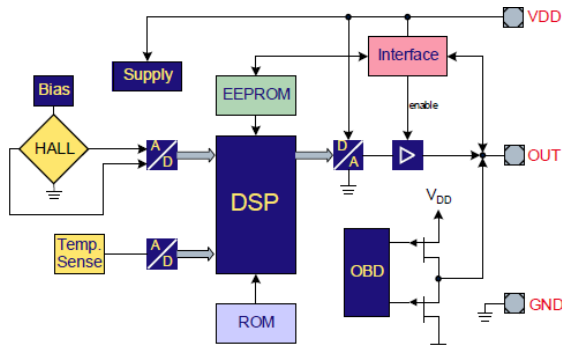 VDD
Supply
Interface
Bias
EEPROM
enable
HALL
A
D
D
A
OUT
DSP
VDD
Temp.
Sense
A
D
OBD
GND
ROM